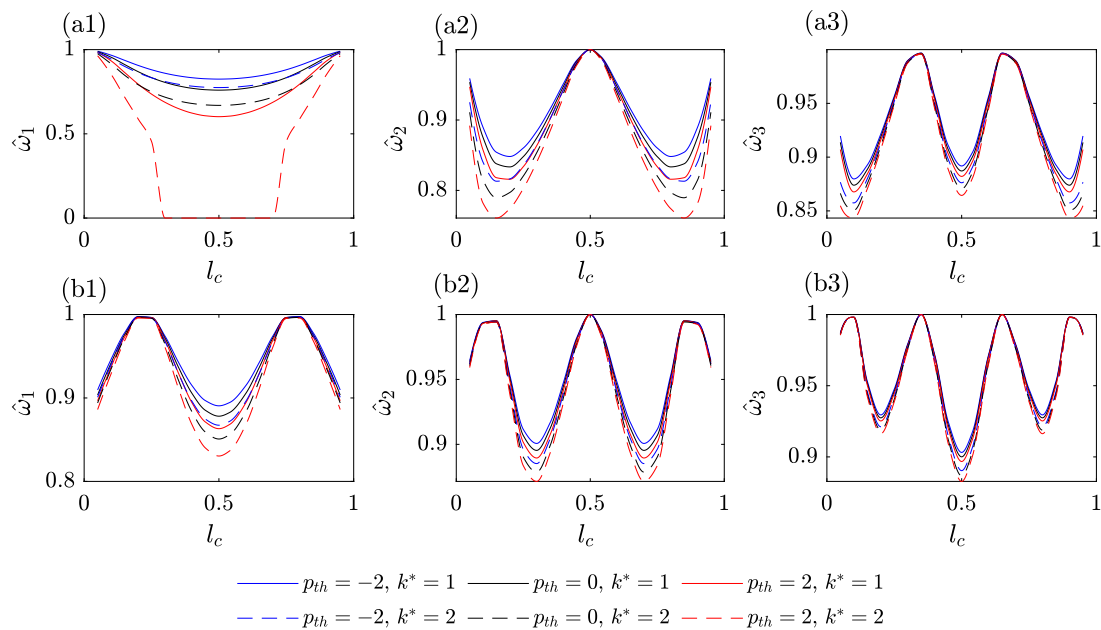 (a1) (a2) (a3)
1 1
0.95
ω̂₁ 0.5 ω̂₂ 0.9 ω̂₃ 0.9
0.8
0 0.85
0 0.5 1 0 0.5 1 0 0.5 1
l_c l_c l_c
(b1) (b2) (b3)
1 1 1
0.95 0.95
ω̂₁ 0.9 ω̂₂ ω̂₃
0.9 0.9
0.8
0 0.5 1 0 0.5 1 0 0.5 1
l_c l_c l_c
p_th = −2, k* = 1 p_th = 0, k* = 1 p_th = 2, k* = 1
p_th = −2, k* = 2 p_th = 0, k* = 2 p_th = 2, k* = 2